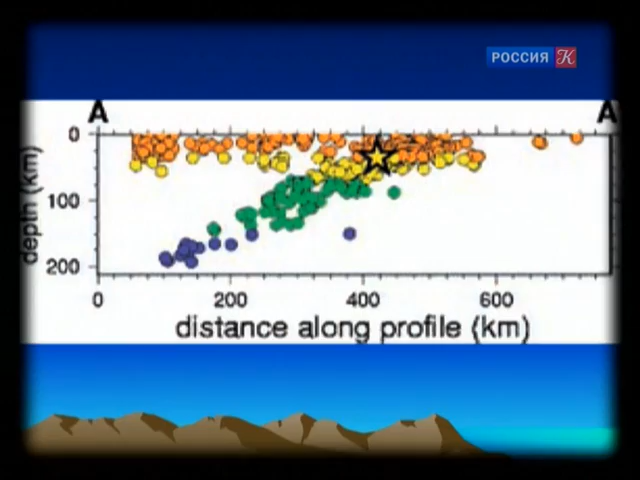 РОССИЯ К
A A'
0
100
200
depth (km)
0 200 400 600
distance along profile (km)